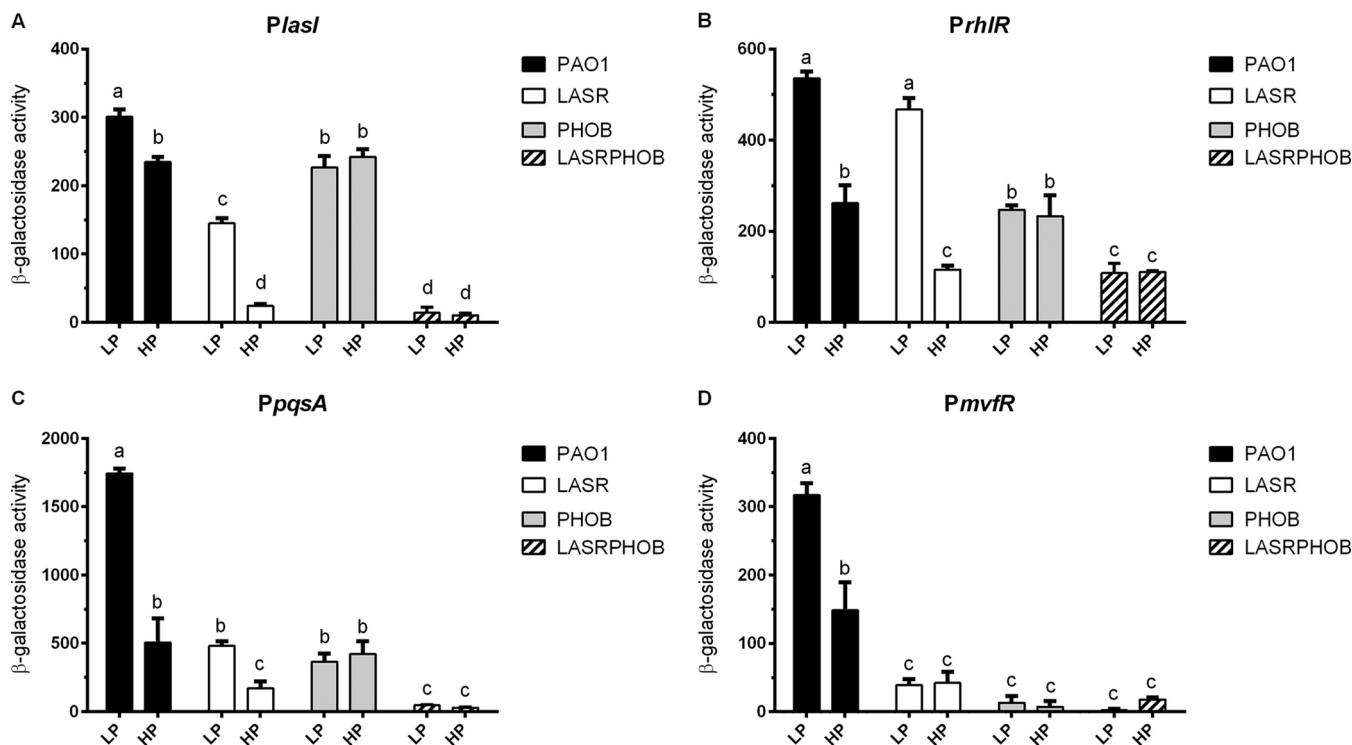 A
PlasI
β-galactosidase activity
400
300
200
100
0
a
b
c
d
b
b
d
d
LP
HP
LP
HP
LP
HP
LP
HP
PAO1
LASR
PHOB
LASRPHOB
B
PrhlR
β-galactosidase activity
600
400
200
0
a
b
a
c
b
b
c
c
LP
HP
LP
HP
LP
HP
LP
HP
PAO1
LASR
PHOB
LASRPHOB
C
PpqsA
β-galactosidase activity
2000
1500
1000
500
0
a
b
b
c
b
b
c
c
LP
HP
LP
HP
LP
HP
LP
HP
PAO1
LASR
PHOB
LASRPHOB
D
PmvfR
β-galactosidase activity
400
300
200
100
0
a
b
c
c
c
c
c
c
LP
HP
LP
HP
LP
HP
LP
HP
PAO1
LASR
PHOB
LASRPHOB